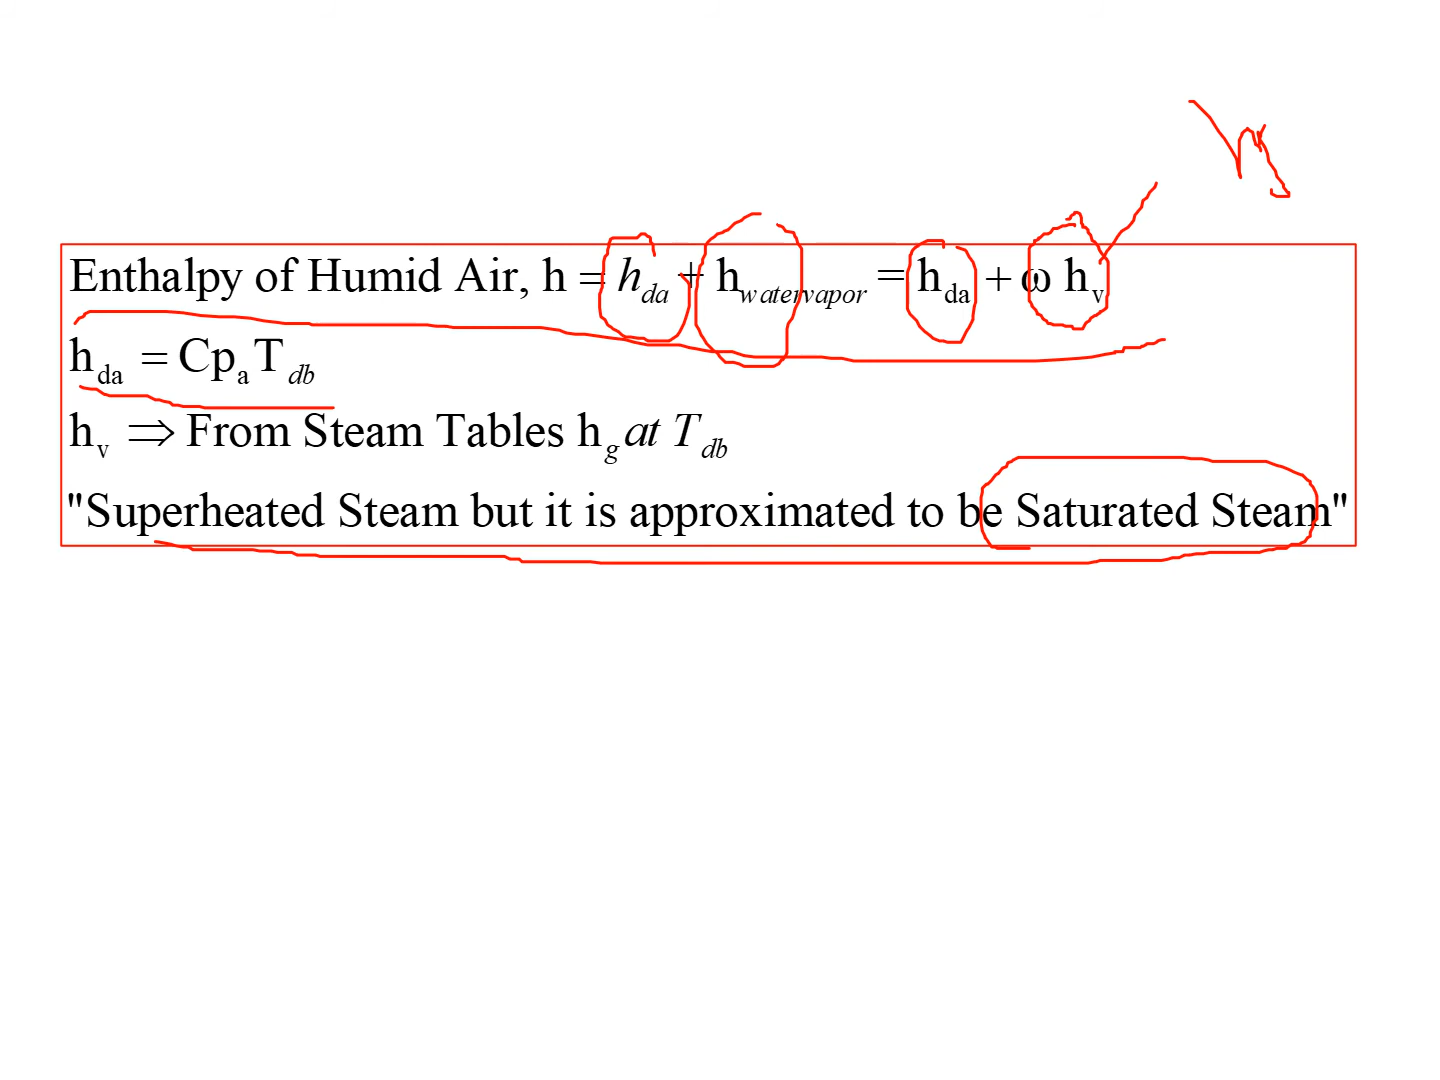 Enthalpy of Humid Air, h = h_da + h_watervapor = h_da + ω h_v
h_da = Cp_a T_db
h_v ⇒ From Steam Tables h_g at T_db
"Superheated Steam but it is approximated to be Saturated Steam"